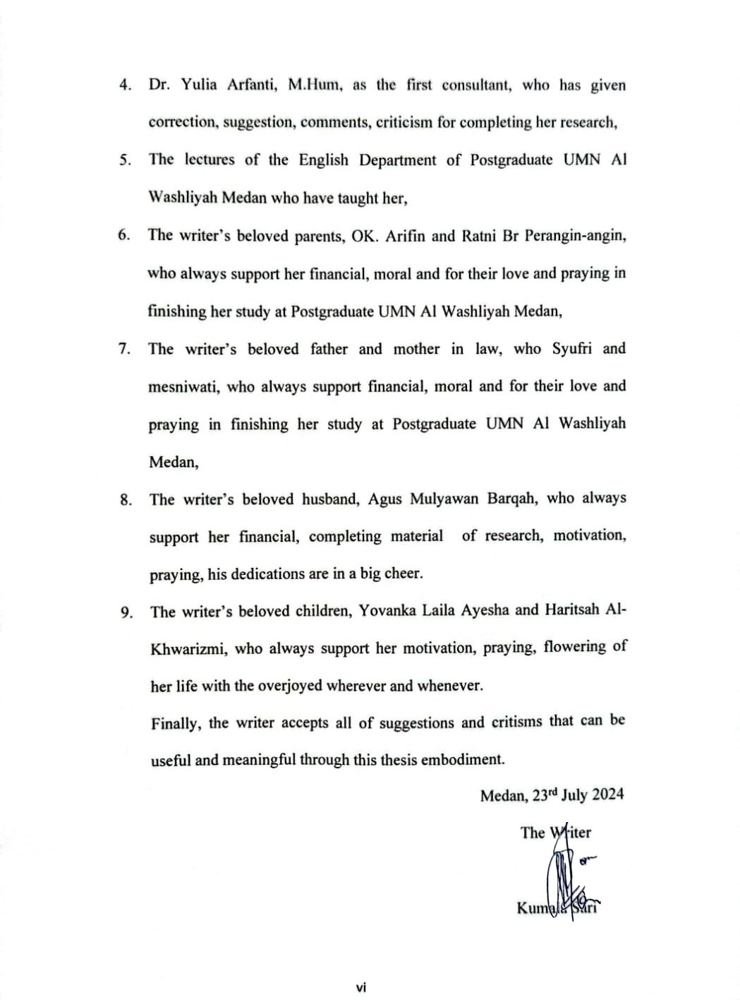 4. Dr. Yulia Arfanti, M.Hum, as the first consultant, who has given
correction, suggestion, comments, criticism for completing her research,
5. The lectures of the English Department of Postgraduate UMN Al
Washliyah Medan who have taught her,
6. The writer’s beloved parents, OK. Arifin and Ratni Br Perangin-angin,
who always support her financial, moral and for their love and praying in
finishing her study at Postgraduate UMN Al Washliyah Medan,
7. The writer’s beloved father and mother in law, who Syufri and
mesniwati, who always support financial, moral and for their love and
praying in finishing her study at Postgraduate UMN Al Washliyah
Medan,
8. The writer’s beloved husband, Agus Mulyawan Barqah, who always
support her financial, completing material of research, motivation,
praying, his dedications are in a big cheer.
9. The writer’s beloved children, Yovanka Laila Ayesha and Haritsah Al-
Khwarizmi, who always support her motivation, praying, flowering of
her life with the overjoyed wherever and whenever.
Finally, the writer accepts all of suggestions and critisms that can be
useful and meaningful through this thesis embodiment.
Medan, 23rd July 2024
The Writer
Kumala Sari
vi